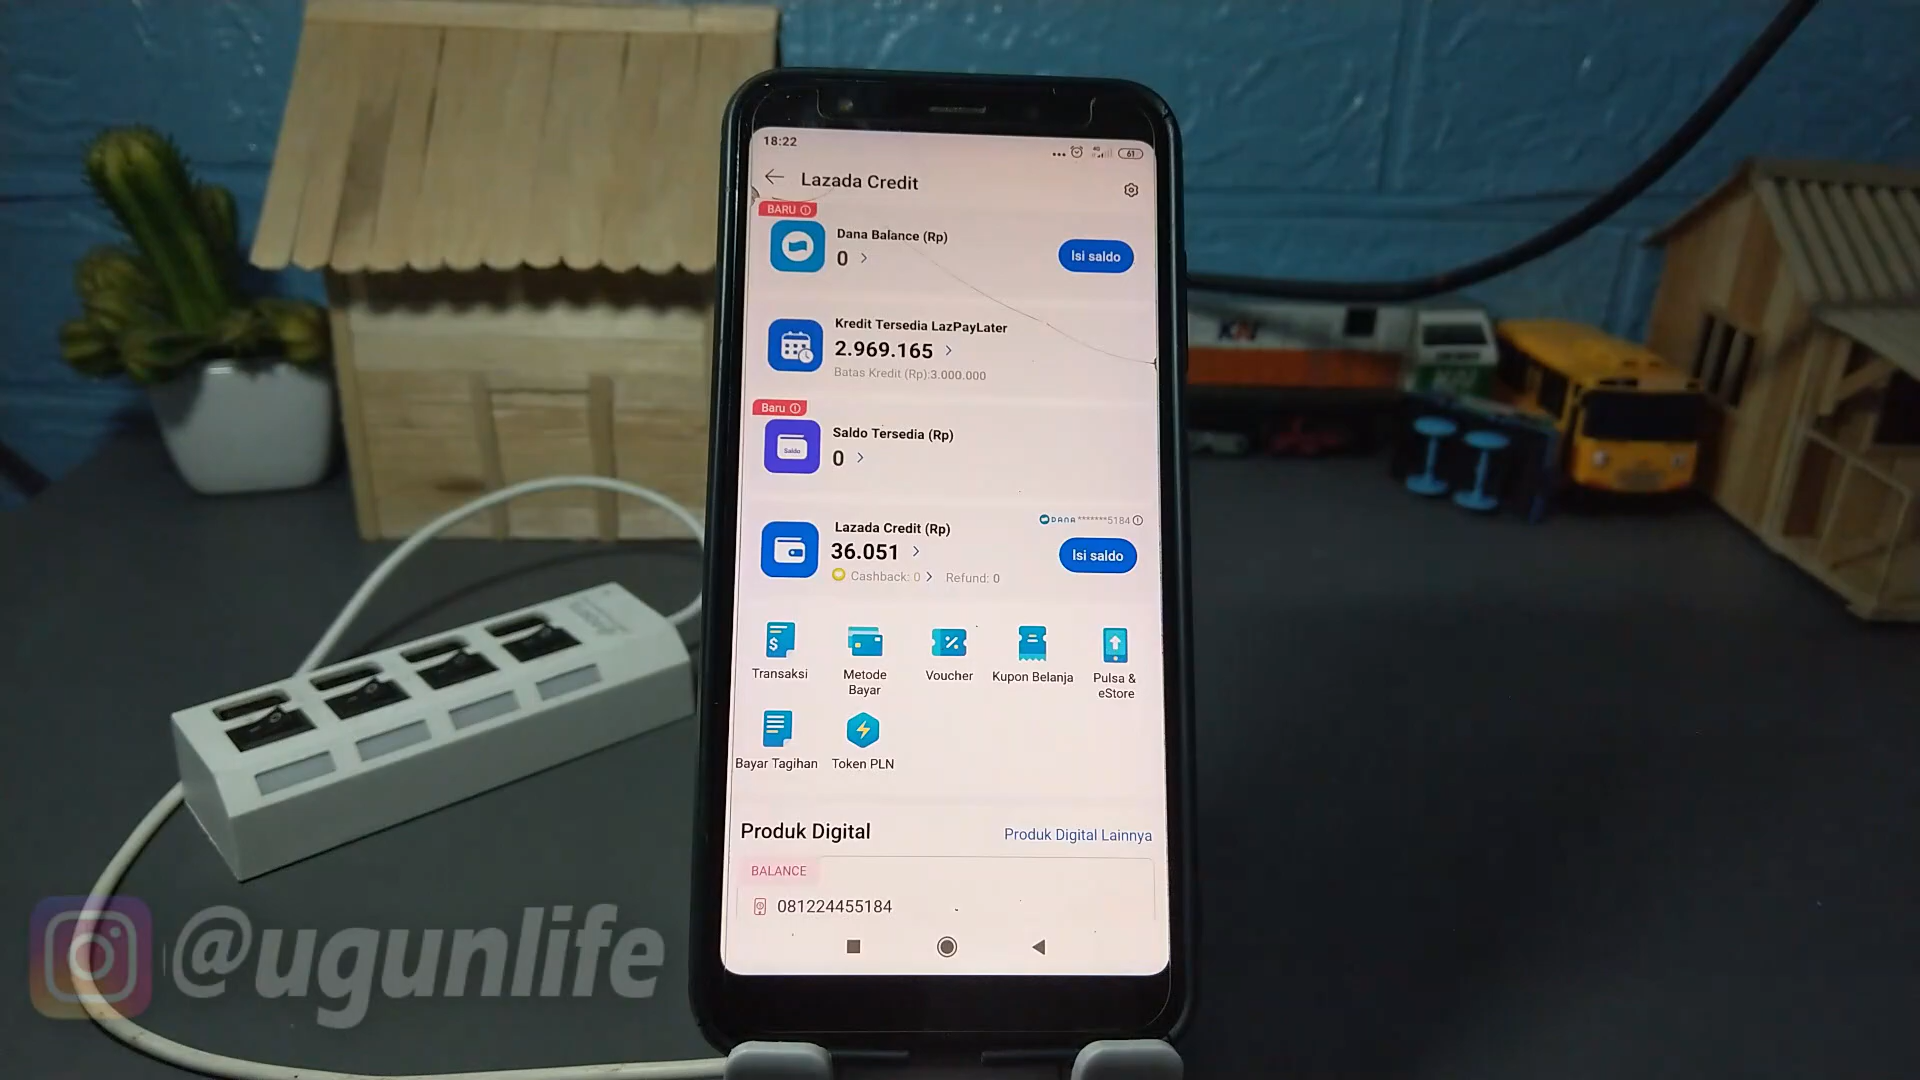 18:22
4G
61
Lazada Credit
BARU
Dana Balance (Rp)
0
Isi saldo
Kredit Tersedia LazPayLater
2.969.165
Batas Kredit (Rp):3.000.000
Baru
Saldo
Saldo Tersedia (Rp)
0
DANA *******5184
Lazada Credit (Rp)
36.051
Isi saldo
Cashback: 0
Refund: 0
Transaksi
Metode
Bayar
Voucher
Kupon Belanja
Pulsa &
eStore
Bayar Tagihan
Token PLN
Produk Digital
Produk Digital Lainnya
BALANCE
081224455184
@ugunlife